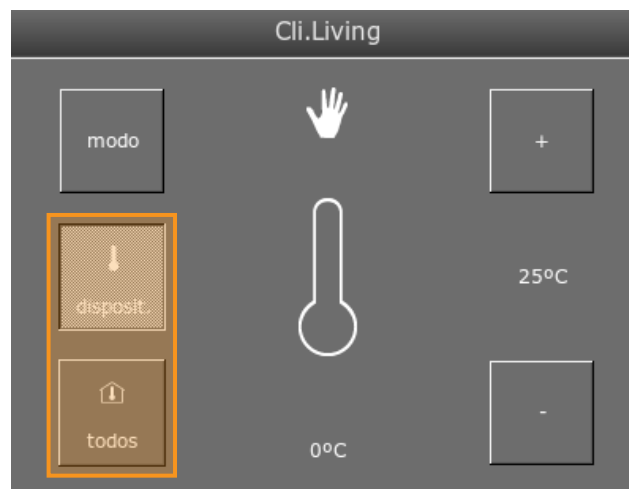 Cli.Living
modo
+
disposit.
25ºC
todos
-
0ºC